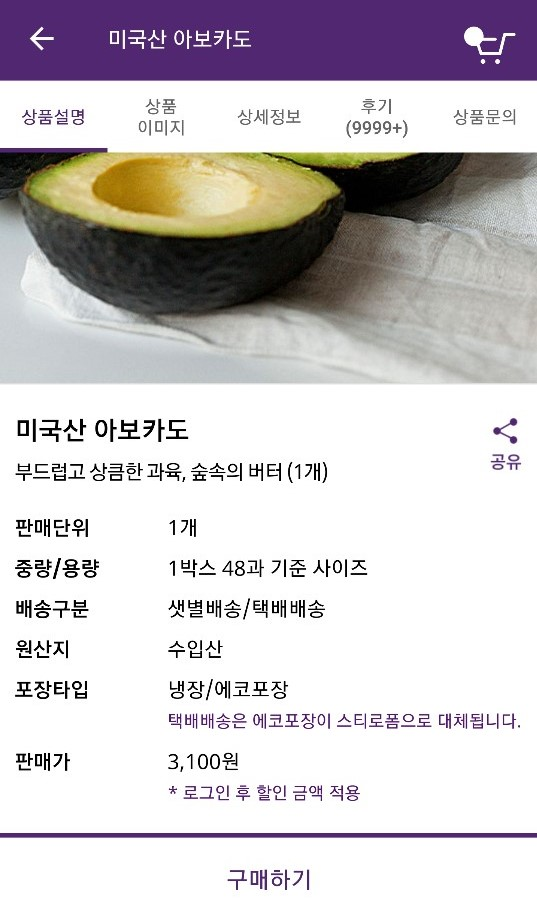 미국산 아보카도
상품설명
상품
이미지
상세정보
후기
(9999+)
상품문의
미국산 아보카도
공유
부드럽고 상큼한 과육, 숲속의 버터 (1개)
판매단위 1개
중량/용량 1박스 48과 기준 사이즈
배송구분 샛별배송/택배배송
원산지 수입산
포장타입 냉장/에코포장
택배배송은 에코포장이 스티로폼으로 대체됩니다.
판매가 3,100원
* 로그인 후 할인 금액 적용
구매하기